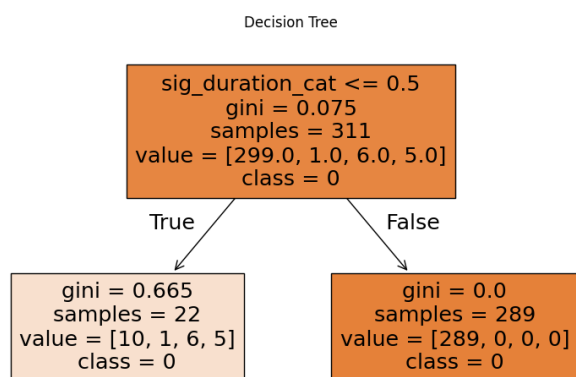 Decision Tree
sig_duration_cat <= 0.5
gini = 0.075
samples = 311
value = [299.0, 1.0, 6.0, 5.0]
class = 0
True
False
gini = 0.665
samples = 22
value = [10, 1, 6, 5]
class = 0
gini = 0.0
samples = 289
value = [289, 0, 0, 0]
class = 0